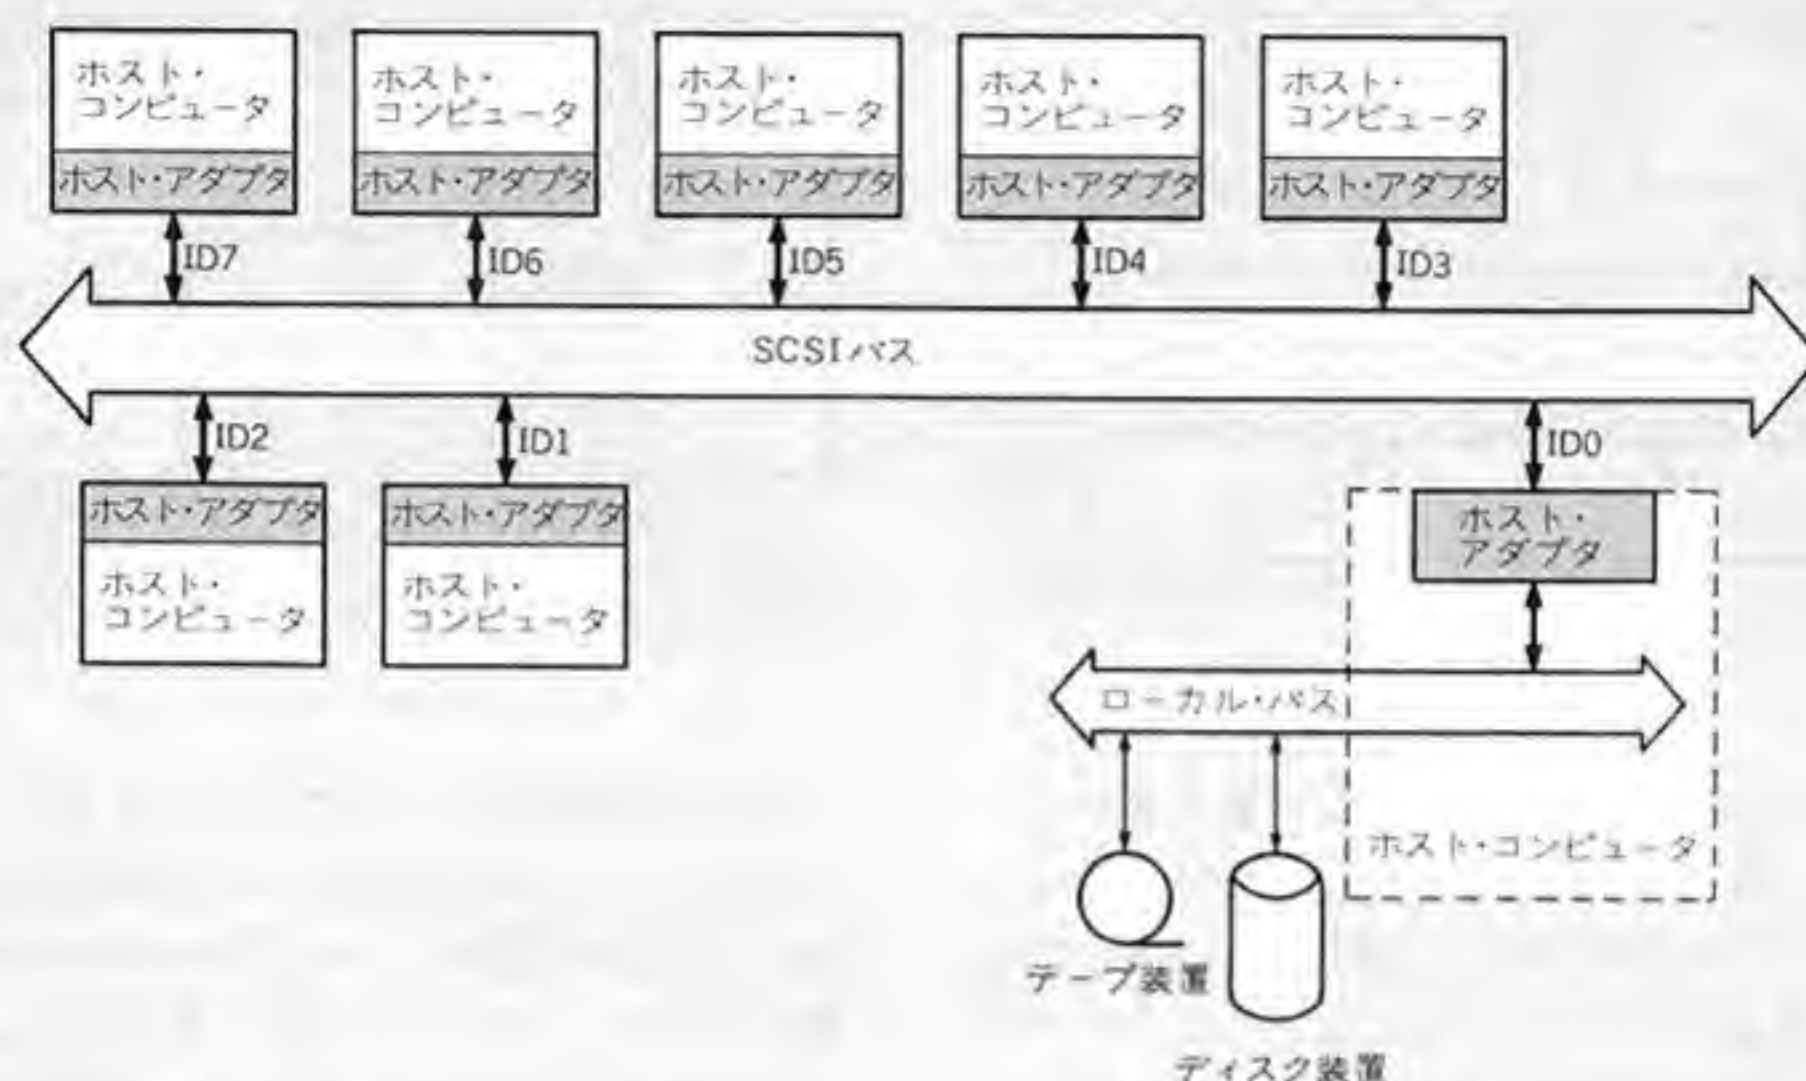 ホスト・
コンピュータ
ホスト・アダプタ
ホスト・
コンピュータ
ホスト・アダプタ
ホスト・
コンピュータ
ホスト・アダプタ
ホスト・
コンピュータ
ホスト・アダプタ
ホスト・
コンピュータ
ホスト・アダプタ
ID7
ID6
ID5
ID4
ID3
SCSIバス
ID2
ID1
ID0
ホスト・アダプタ
ホスト・
コンピュータ
ホスト・アダプタ
ホスト・
コンピュータ
ホスト・
アダプタ
ローカル・バス
ホスト・コンピュータ
テープ装置
ディスク装置